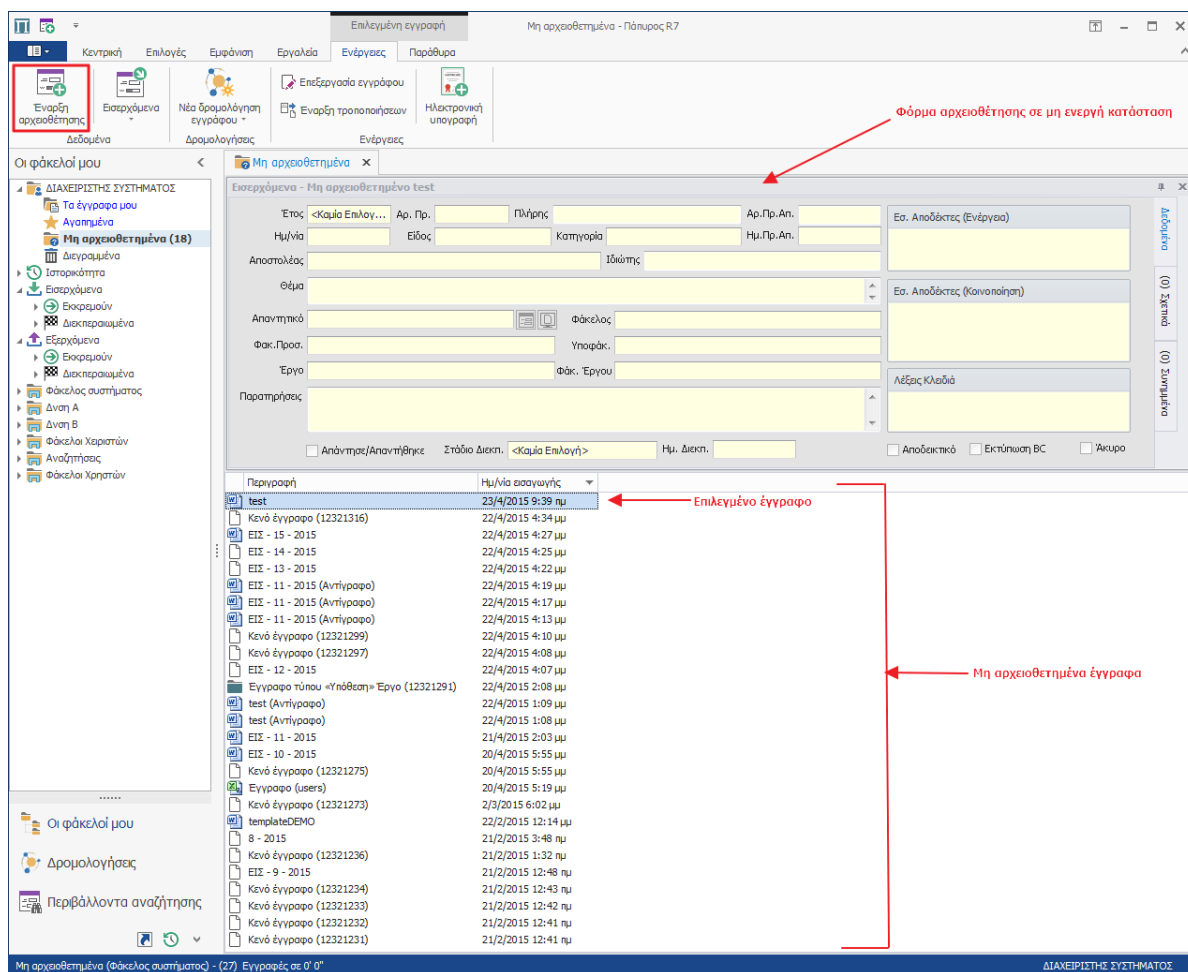 Επιλεγμένη εγγραφή
Μη αρχειοθετημένα - Πάπυρος R7
Κεντρική Επιλογές Εμφάνιση Εργαλεία Ενέργειες Παράθυρα
Έναρξη αρχειοθέτησης
Εισερχόμενα
Νέα δρομολόγηση εγγράφου
Επεξεργασία εγγράφου
Έναρξη τροποποιήσεων
Ηλεκτρονική υπογραφή
Δεδομένα Δρομολογήσεις Ενέργειες
Φόρμα αρχειοθέτησης σε μη ενεργή κατάσταση
Οι φάκελοί μου
ΔΙΑΧΕΙΡΙΣΤΗΣ ΣΥΣΤΗΜΑΤΟΣ
Τα έγγραφα μου
Αγαπημένα
Μη αρχειοθετημένα (18)
Διεγραμμένα
Ιστορικότητα
Εισερχόμενα
Εκκρεμούν
Διεκπεραιωμένα
Εξερχόμενα
Εκκρεμούν
Διεκπεραιωμένα
Φάκελος συστήματος
Δνση Α
Δνση Β
Φάκελοι Χειριστών
Αναζητήσεις
Φάκελοι Χρηστών
Οι φάκελοί μου
Δρομολογήσεις
Περιβάλλοντα αναζήτησης
Μη αρχειοθετημένα
Εισερχόμενα - Μη αρχειοθετημένο test
Έτος <Καμία Επιλογ... Αρ. Πρ. Πλήρης Αρ.Πρ.Απ.
Ημ/νία Είδος Κατηγορία Ημ.Πρ.Απ.
Αποστολέας Ιδιώτης
Θέμα
Απαντητικό Φάκελος
Φακ.Προσ. Υποφάκ.
Έργο Φάκ. Έργου
Παρατηρήσεις
Απάντησε/Απαντήθηκε Στάδιο Διεκπ. <Καμία Επιλογή> Ημ. Διεκπ.
Εσ. Αποδέκτες (Ενέργεια)
Εσ. Αποδέκτες (Κοινοποίηση)
Λέξεις Κλειδιά
Αποδεικτικό Εκτύπωση BC Άκυρο
Δεδομένα
(0) Σχετικά
(0) Συνημμένα
Περιγραφή Ημ/νία εισαγωγής
test 23/4/2015 9:39 πμ
Κενό έγγραφο (12321316) 22/4/2015 4:34 μμ
ΕΙΣ - 15 - 2015 22/4/2015 4:27 μμ
ΕΙΣ - 14 - 2015 22/4/2015 4:25 μμ
ΕΙΣ - 13 - 2015 22/4/2015 4:22 μμ
ΕΙΣ - 11 - 2015 (Αντίγραφο) 22/4/2015 4:19 μμ
ΕΙΣ - 11 - 2015 (Αντίγραφο) 22/4/2015 4:17 μμ
ΕΙΣ - 11 - 2015 (Αντίγραφο) 22/4/2015 4:13 μμ
Κενό έγγραφο (12321299) 22/4/2015 4:10 μμ
Κενό έγγραφο (12321297) 22/4/2015 4:08 μμ
ΕΙΣ - 12 - 2015 22/4/2015 4:07 μμ
Έγγραφο τύπου «Υπόθεση» Έργο (12321291) 22/4/2015 2:08 μμ
test (Αντίγραφο) 22/4/2015 1:09 μμ
test (Αντίγραφο) 22/4/2015 1:08 μμ
ΕΙΣ - 11 - 2015 21/4/2015 2:03 μμ
ΕΙΣ - 10 - 2015 20/4/2015 5:55 μμ
Κενό έγγραφο (12321275) 20/4/2015 5:55 μμ
Έγγραφο (users) 20/4/2015 5:19 μμ
Κενό έγγραφο (12321273) 2/3/2015 6:02 μμ
templateDEMO 22/2/2015 12:14 μμ
8 - 2015 21/2/2015 3:48 πμ
Κενό έγγραφο (12321236) 21/2/2015 1:32 πμ
ΕΙΣ - 9 - 2015 21/2/2015 12:48 πμ
Κενό έγγραφο (12321234) 21/2/2015 12:43 πμ
Κενό έγγραφο (12321233) 21/2/2015 12:42 πμ
Κενό έγγραφο (12321232) 21/2/2015 12:41 πμ
Κενό έγγραφο (12321231) 21/2/2015 12:41 πμ
Επιλεγμένο έγγραφο
Μη αρχειοθετημένα έγγραφα
Μη αρχειοθετημένα (Φάκελος συστήματος) - (27) Εγγραφές σε 0' 0" ΔΙΑΧΕΙΡΙΣΤΗΣ ΣΥΣΤΗΜΑΤΟΣ